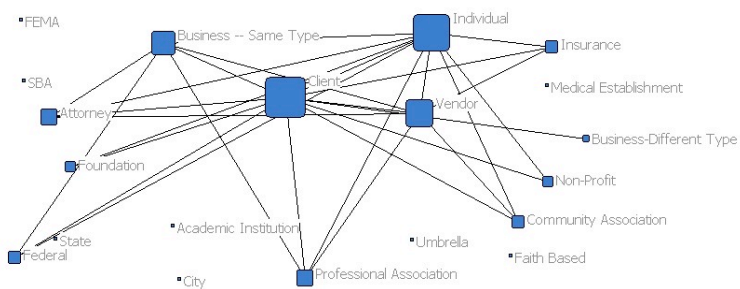 FEMA
Individual
Business -- Same Type
Insurance
SBA
Client
Medical Establishment
Attorney
Vendor
Business-Different Type
Foundation
Non-Profit
Community Association
Academic Institution
State
Umbrella
Federal
Faith Based
City
Professional Association